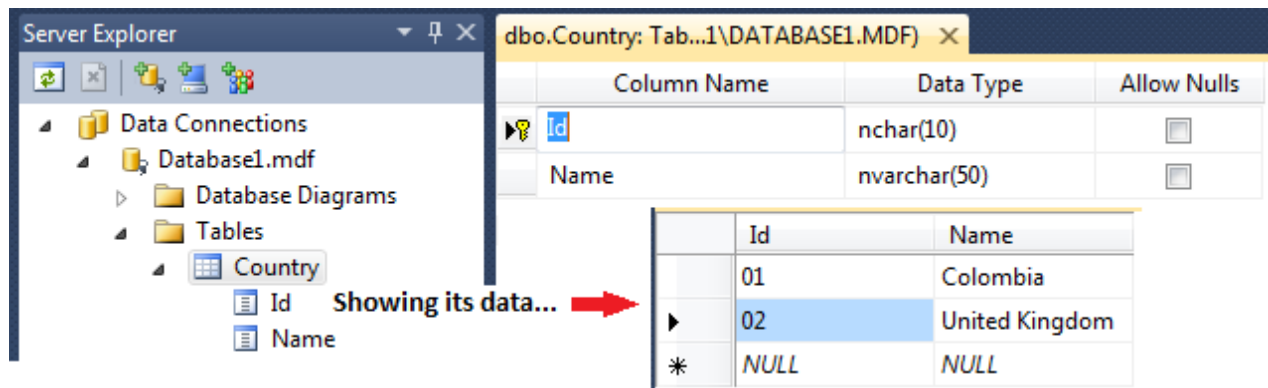 Server Explorer
dbo.Country: Tab...1\DATABASE1.MDF)
Column Name Data Type Allow Nulls
Data Connections
Id nchar(10)
Database1.mdf
Name nvarchar(50)
Database Diagrams
Tables
Country
Id
Name
Showing its data...
Id Name
01 Colombia
02 United Kingdom
NULL NULL